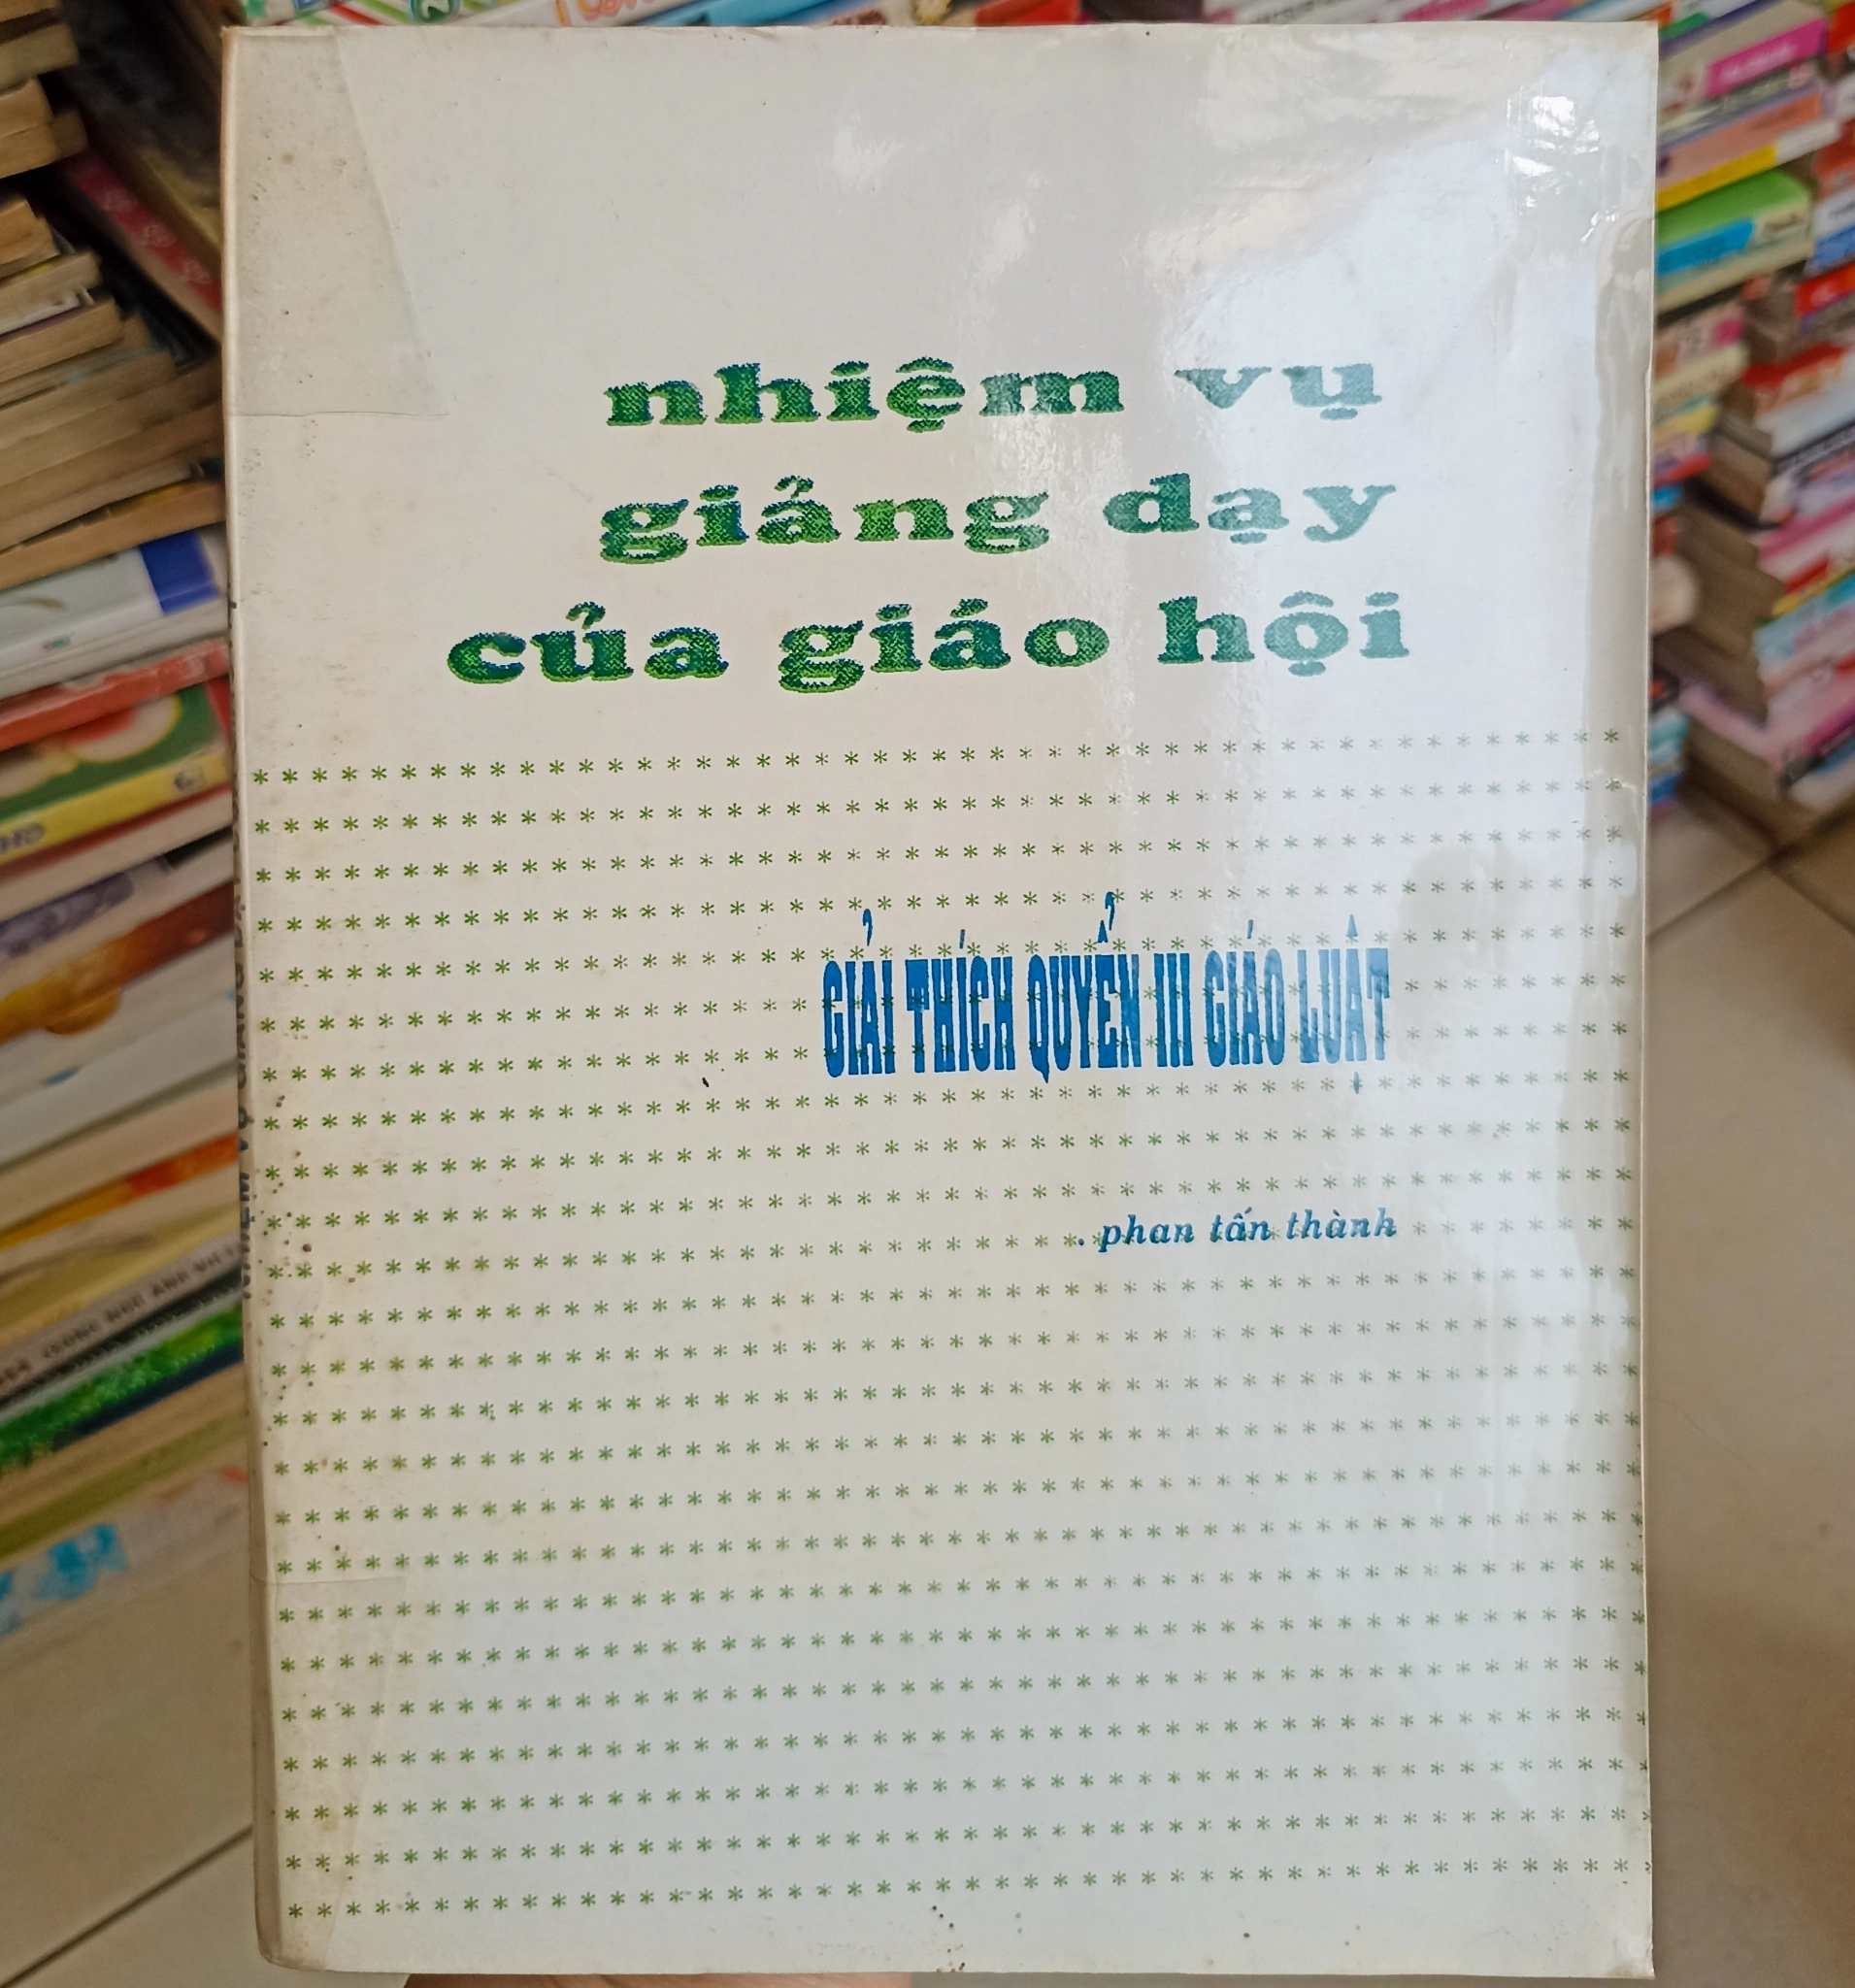 nhiệm vụ
giảng dạy
của giáo hội
GIẢI THÍCH QUYỂN III GIÁO LUẬT
. phan tấn thành